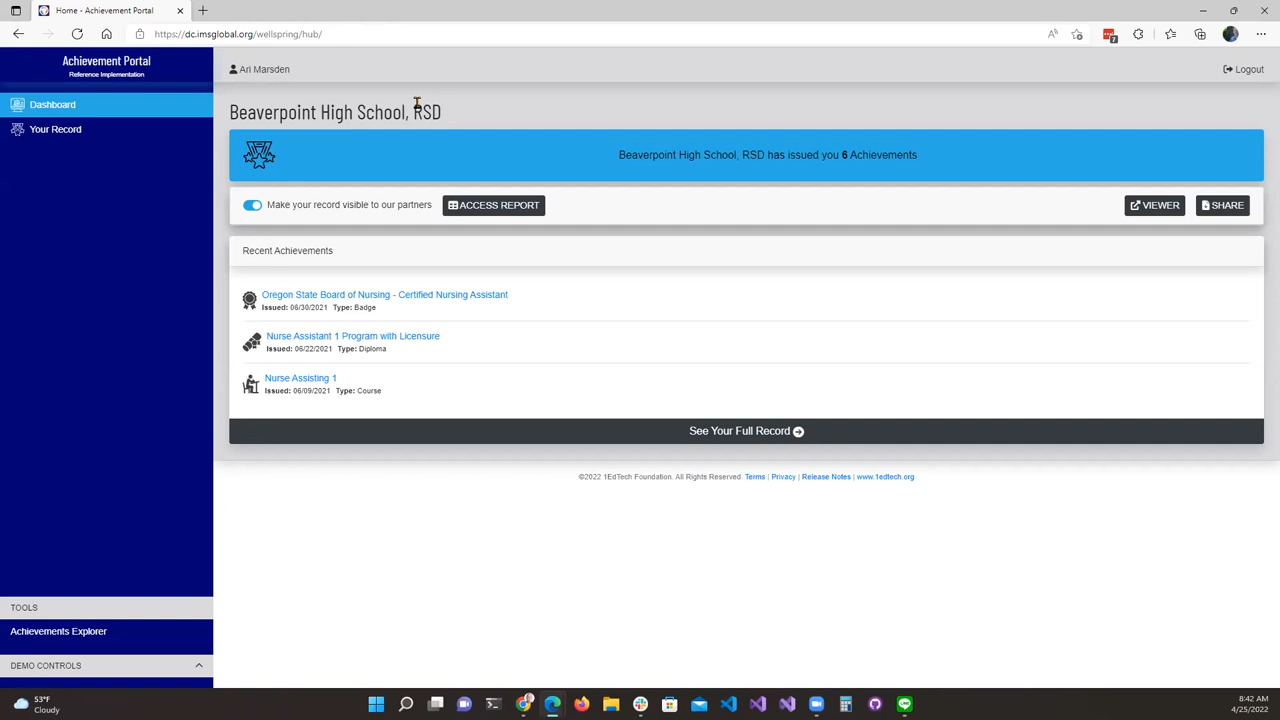 Home - Achievement Portal
https://dc.imsglobal.org/wellspring/hub/
7
Achievement Portal
Reference Implementation
Ari Marsden
Logout
Dashboard
Your Record
Beaverpoint High School, RSD
Beaverpoint High School, RSD has issued you 6 Achievements
Make your record visible to our partners
ACCESS REPORT
VIEWER
SHARE
Recent Achievements
Oregon State Board of Nursing - Certified Nursing Assistant
Issued: 06/30/2021 Type: Badge
Nurse Assistant 1 Program with Licensure
Issued: 06/22/2021 Type: Diploma
Nurse Assisting 1
Issued: 06/09/2021 Type: Course
See Your Full Record
©2022 1EdTech Foundation. All Rights Reserved. Terms | Privacy | Release Notes | www.1edtech.org
TOOLS
Achievements Explorer
DEMO CONTROLS
53°F
Cloudy
8:42 AM
4/25/2022